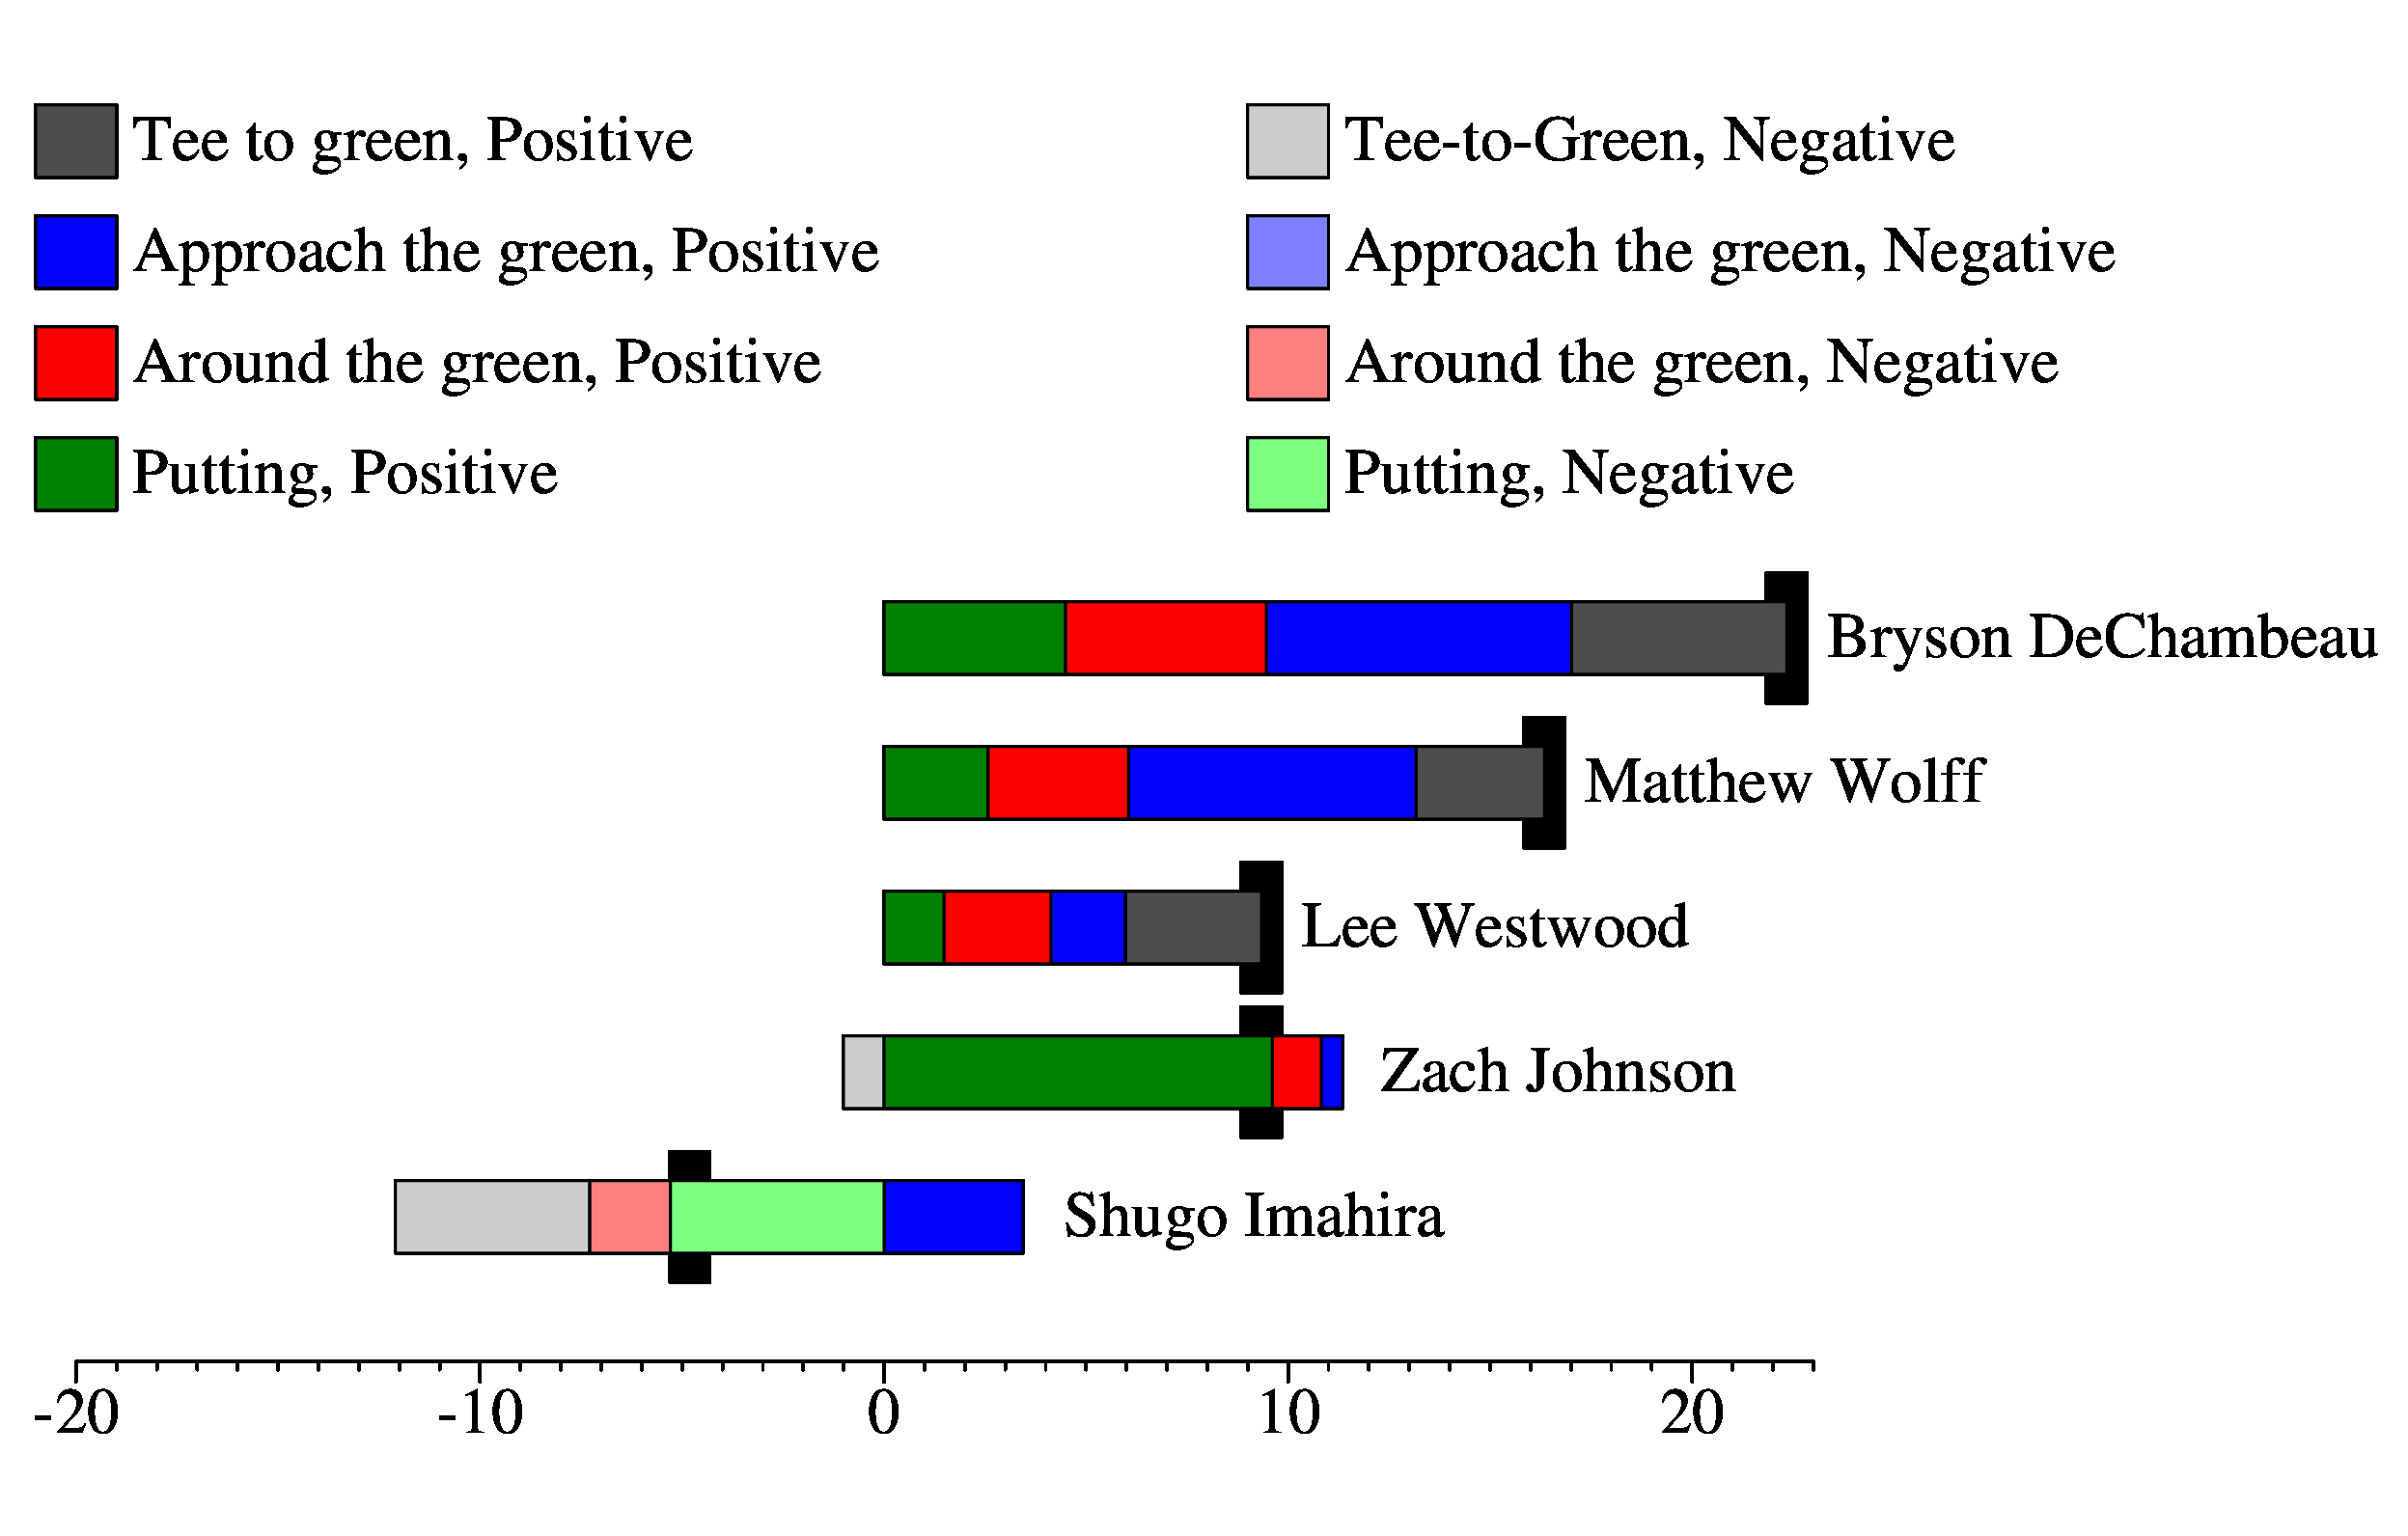 Tee to green, Positive
Tee-to-Green, Negative
Approach the green, Positive
Approach the green, Negative
Around the green, Positive
Around the green, Negative
Putting, Positive
Putting, Negative
Bryson DeChambeau
Matthew Wolff
Lee Westwood
Zach Johnson
Shugo Imahira
-20 -10 0 10 20